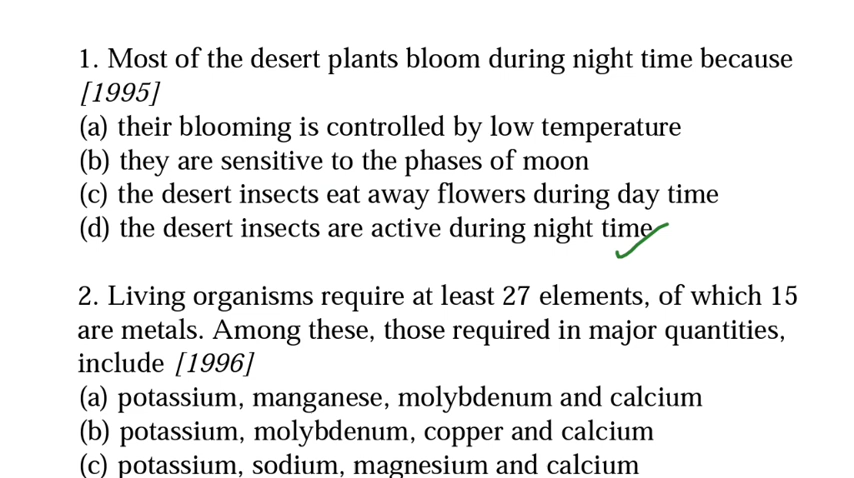 1. Most of the desert plants bloom during night time because
[1995]
(a) their blooming is controlled by low temperature
(b) they are sensitive to the phases of moon
(c) the desert insects eat away flowers during day time
(d) the desert insects are active during night time
2. Living organisms require at least 27 elements, of which 15
are metals. Among these, those required in major quantities,
include [1996]
(a) potassium, manganese, molybdenum and calcium
(b) potassium, molybdenum, copper and calcium
(c) potassium, sodium, magnesium and calcium